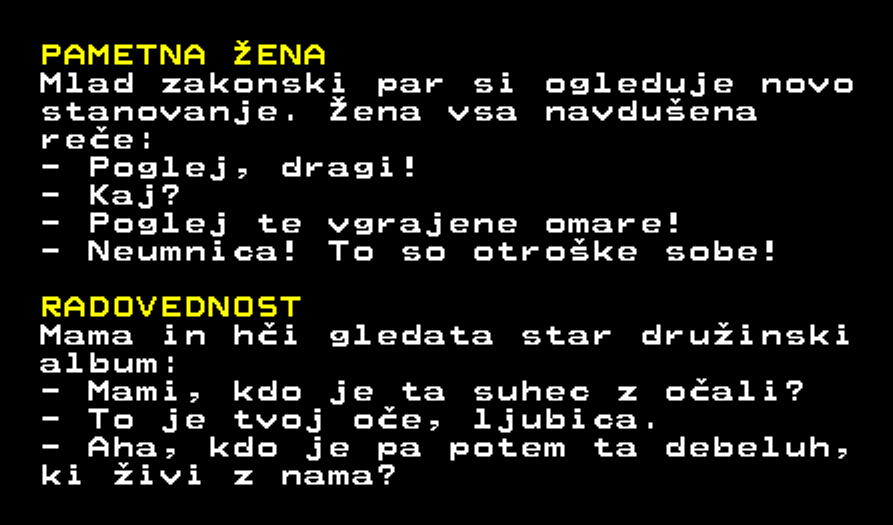 PAMETNA ŽENA
Mlad zakonski par si ogleduje novo
stanovanje. Žena vsa navdušena
reče:
- Poglej, dragi!
- Kaj?
- Poglej te vgrajene omare!
- Neumnica! To so otroške sobe!
RADOVEDNOST
Mama in hči gledata star družinski
album:
- Mami, kdo je ta suhec z očali?
- To je tvoj oče, ljubica.
- Aha, kdo je pa potem ta debeluh,
ki živi z nama?